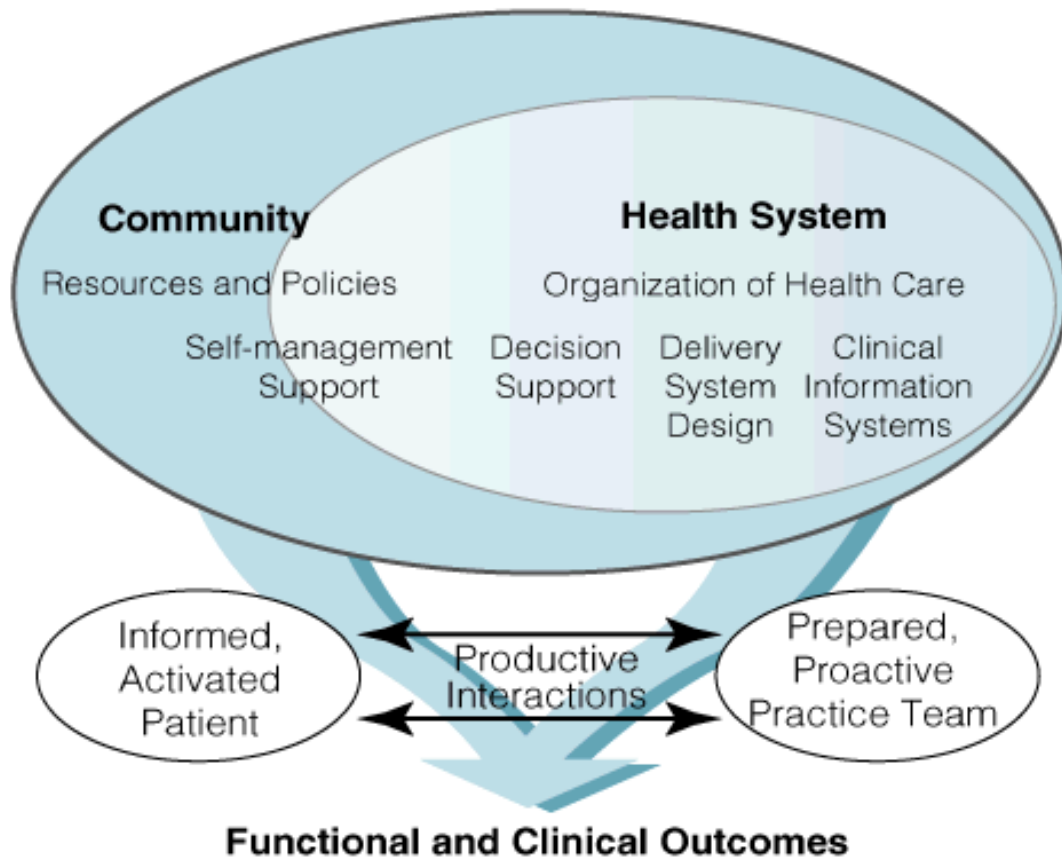 Community
Health System
Resources and Policies
Organization of Health Care
Self-management
Support
Decision
Support
Delivery
System
Design
Clinical
Information
Systems
Informed,
Activated
Patient
Productive
Interactions
Prepared,
Proactive
Practice Team
Functional and Clinical Outcomes